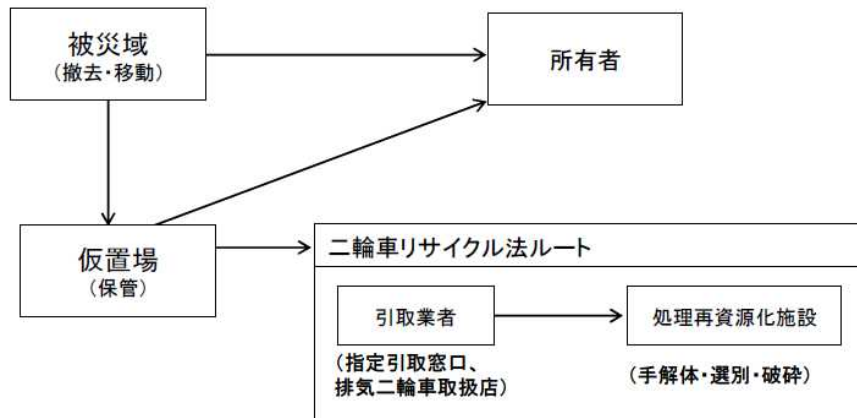 被災域
（撤去・移動）
所有者
仮置場
（保管）
二輪車リサイクル法ルート
引取業者
処理再資源化施設
（指定引取窓口、
排気二輪車取扱店）
（手解体・選別・破砕）